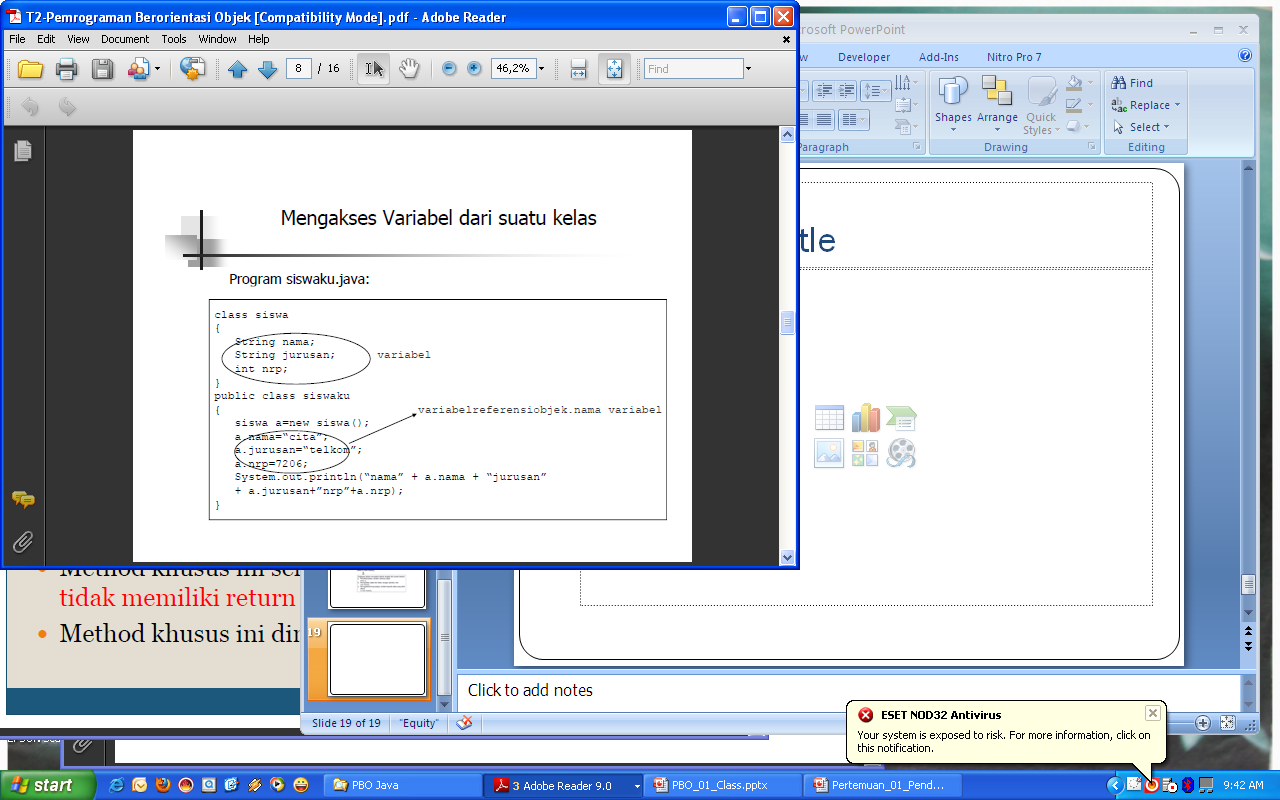 T2-Pemrograman Berorientasi Objek [Compatibility Mode].pdf - Adobe Reader
File Edit View Document Tools Window Help
8 / 16 46,2% Find
Mengakses Variabel dari suatu kelas
Program siswaku.java:
class siswa
{
String nama;
String jurusan; variabel
int nrp;
}
public class siswaku
{ variabelreferensiobjek.nama variabel
siswa a=new siswa();
a.nama="cita";
a.jurusan="telkom";
a.nrp=7206;
System.out.println("nama" + a.nama + "jurusan"
+ a.jurusan+"nrp"+a.nrp);
}
rosoft PowerPoint
w Developer Add-Ins Nitro Pro 7
Shapes Arrange Quick Styles
Find
Replace
Select
Paragraph Drawing Editing
tle
Method khusus ini
tidak memiliki return
Method khusus ini
19
Click to add notes
Slide 19 of 19 "Equity"
ESET NOD32 Antivirus
Your system is exposed to risk. For more information, click on
this notification.
start PBO Java 3 Adobe Reader 9.0 PBO_01_Class.pptx Pertemuan_01_Pend... 9:42 AM